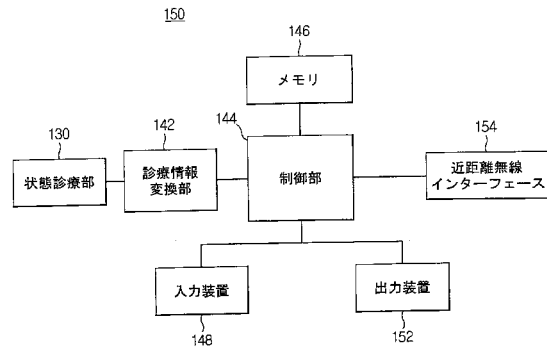 150
146
メモリ
144
142
130
154
状態診療部
診療情報
変換部
制御部
近距離無線
インターフェース
入力装置
出力装置
148
152